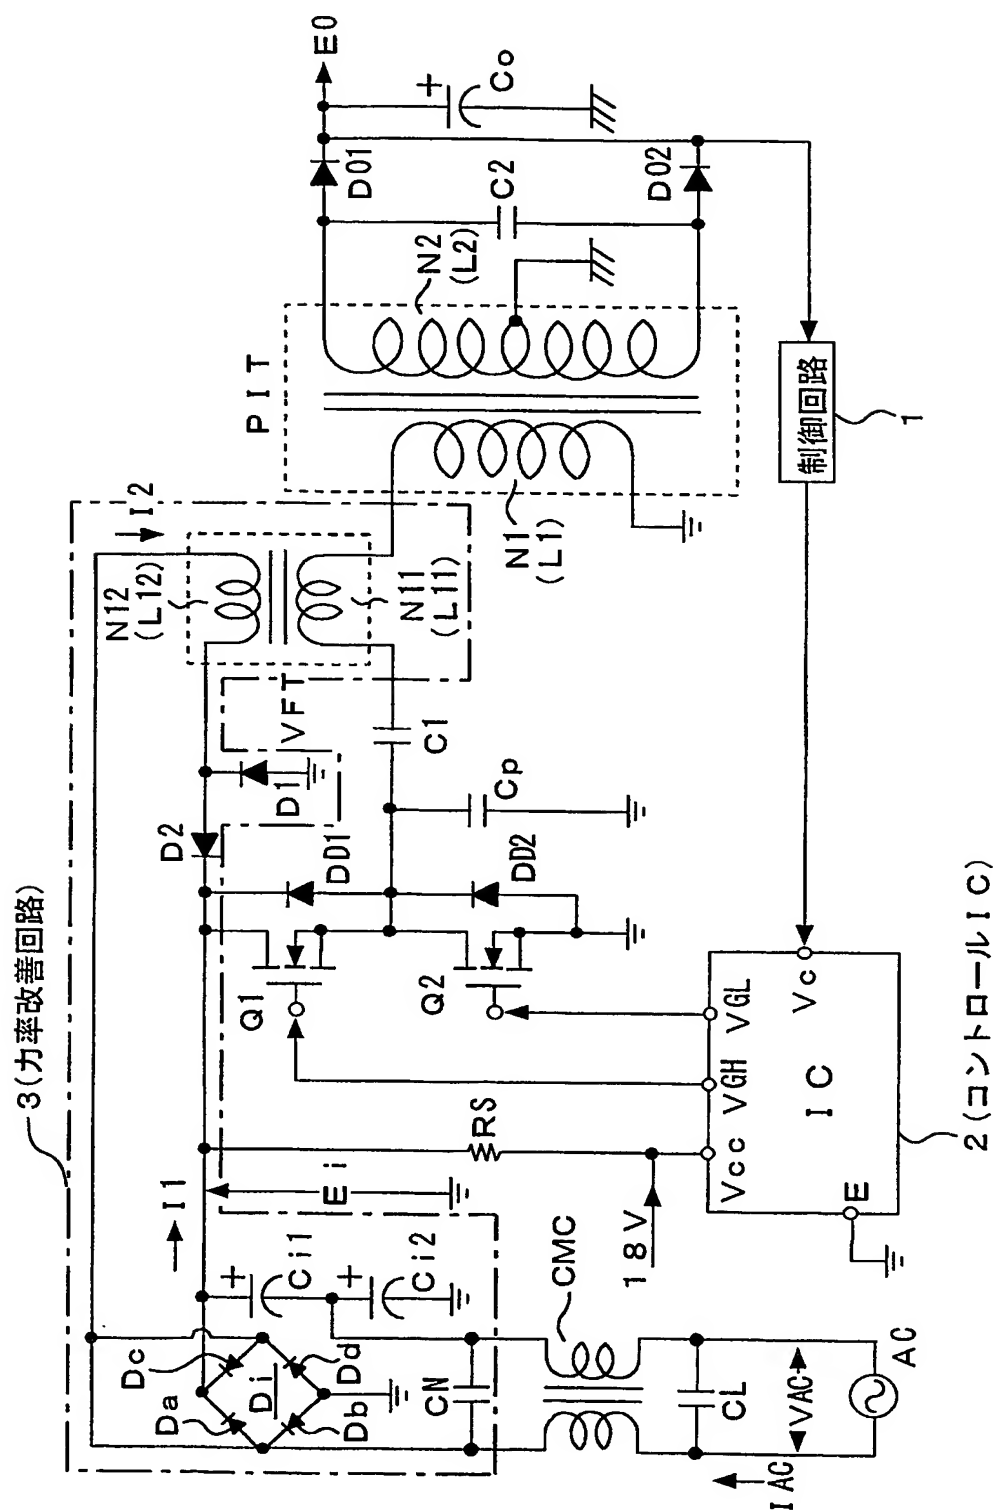 3(力率改善回路)
I1
I2
N12
(L12)
N11
(L11)
VFT
PIT
N1
(L1)
N2
(L2)
C2
DO1
DO2
Co
+
EO
Da
Dc
Di
Db
Dd
+
Ci1
+
Ci2
Ei
D2
D1
Q1
DD1
Q2
DD2
Cp
C1
RS
18V
CN
CMC
CL
VAC
AC
IAC
Vcc
VGH
VGL
Vc
IC
E
2(コントロールIC)
制御回路
1